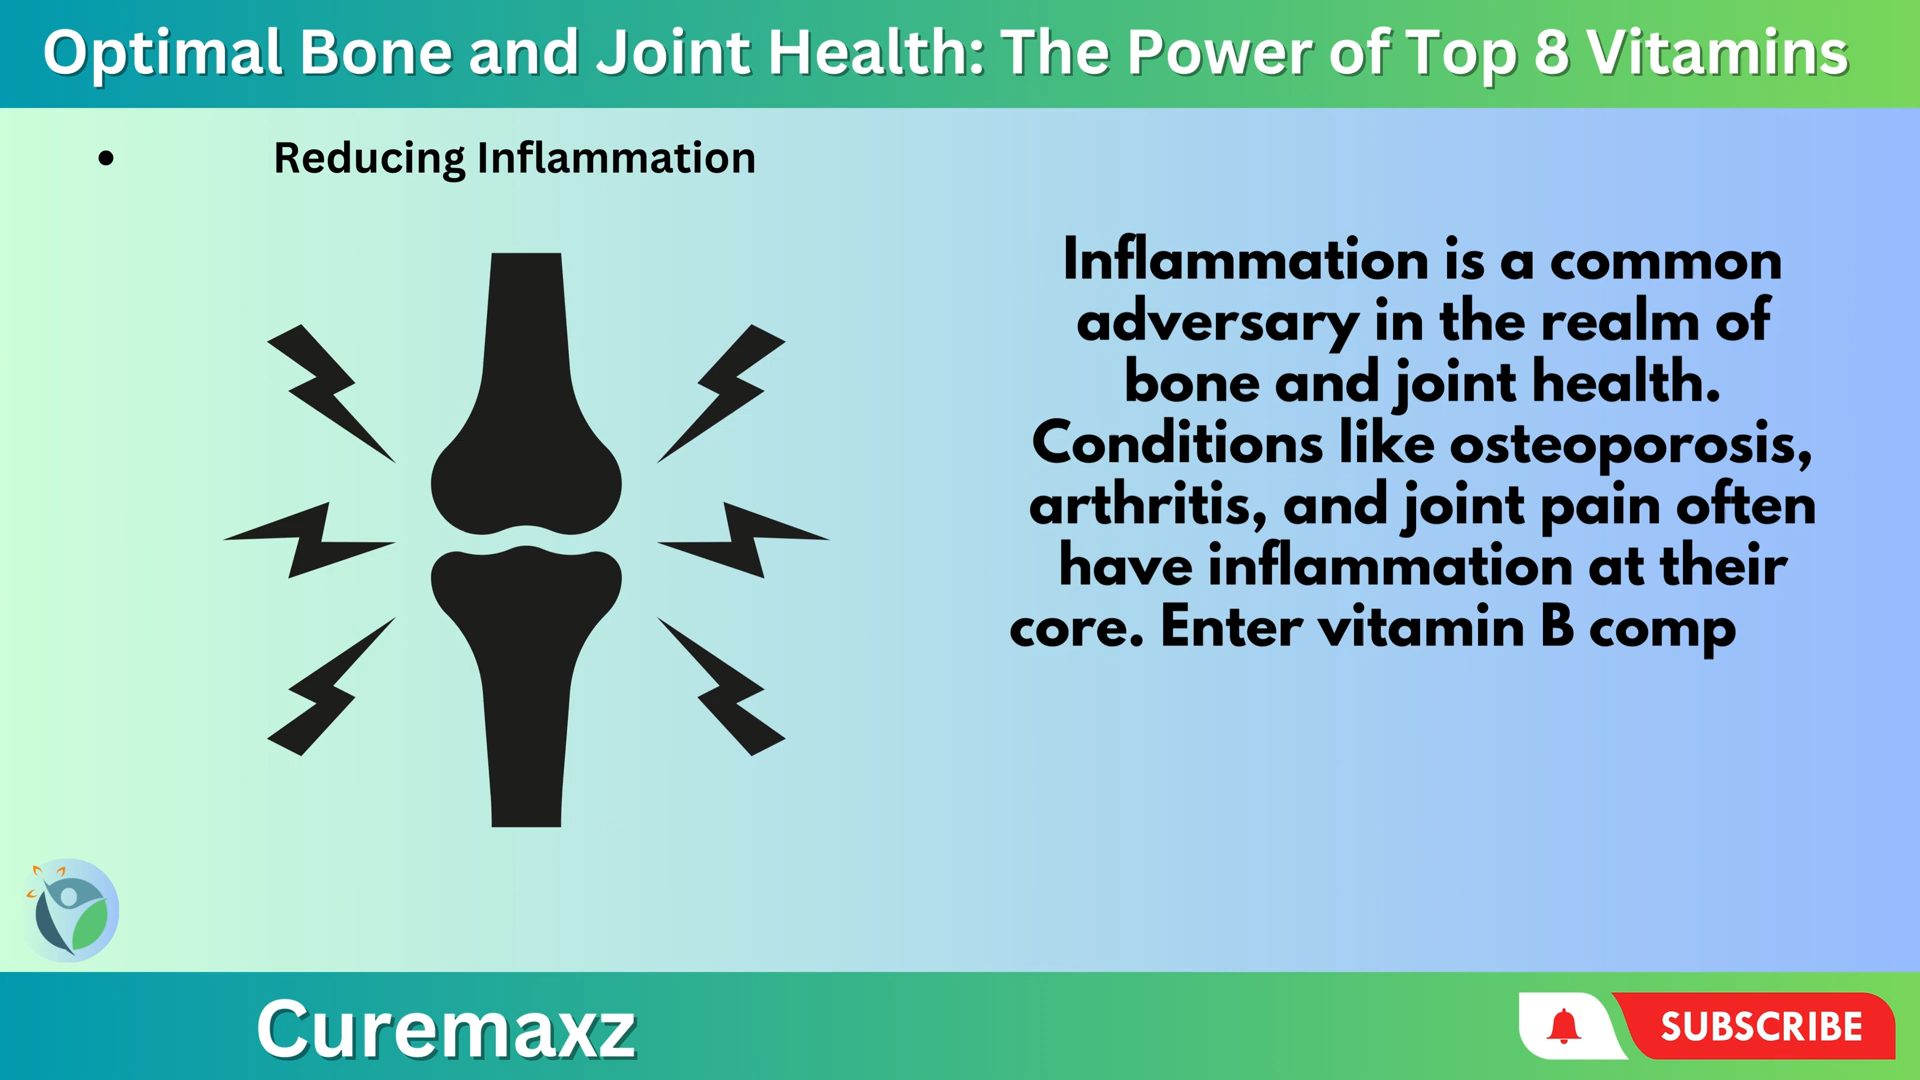 Optimal Bone and Joint Health: The Power of Top 8 Vitamins
• Reducing Inflammation
Inflammation is a common
adversary in the realm of
bone and joint health.
Conditions like osteoporosis,
arthritis, and joint pain often
have inflammation at their
core. Enter vitamin B comp
Curemaxz
SUBSCRIBE